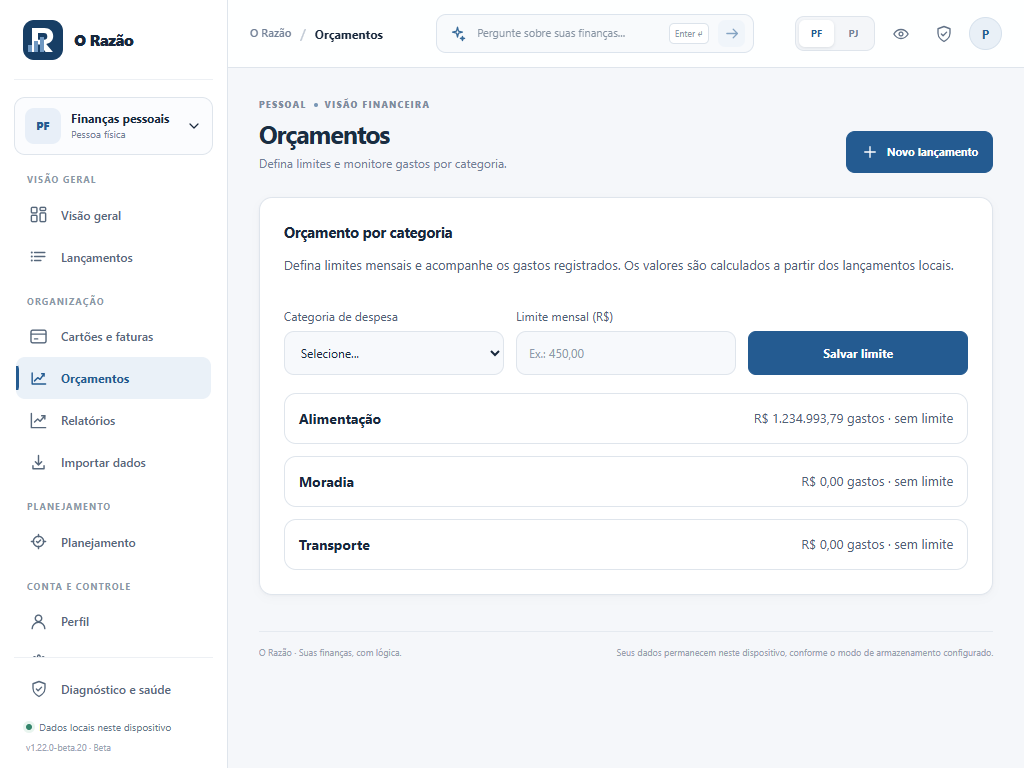 O Razão
PF
Finanças pessoais
Pessoa física
VISÃO GERAL
Visão geral
Lançamentos
ORGANIZAÇÃO
Cartões e faturas
Orçamentos
Relatórios
Importar dados
PLANEJAMENTO
Planejamento
CONTA E CONTROLE
Perfil
Diagnóstico e saúde
Dados locais neste dispositivo
v1.22.0-beta.20 · Beta
O Razão / Orçamentos
Pergunte sobre suas finanças...
Enter ↵
PF PJ
P
PESSOAL • VISÃO FINANCEIRA
Orçamentos
Defina limites e monitore gastos por categoria.
Novo lançamento
Orçamento por categoria
Defina limites mensais e acompanhe os gastos registrados. Os valores são calculados a partir dos lançamentos locais.
Categoria de despesa
Selecione...
Limite mensal (R$)
Ex.: 450,00
Salvar limite
Alimentação R$ 1.234.993,79 gastos · sem limite
Moradia R$ 0,00 gastos · sem limite
Transporte R$ 0,00 gastos · sem limite
O Razão · Suas finanças, com lógica.
Seus dados permanecem neste dispositivo, conforme o modo de armazenamento configurado.